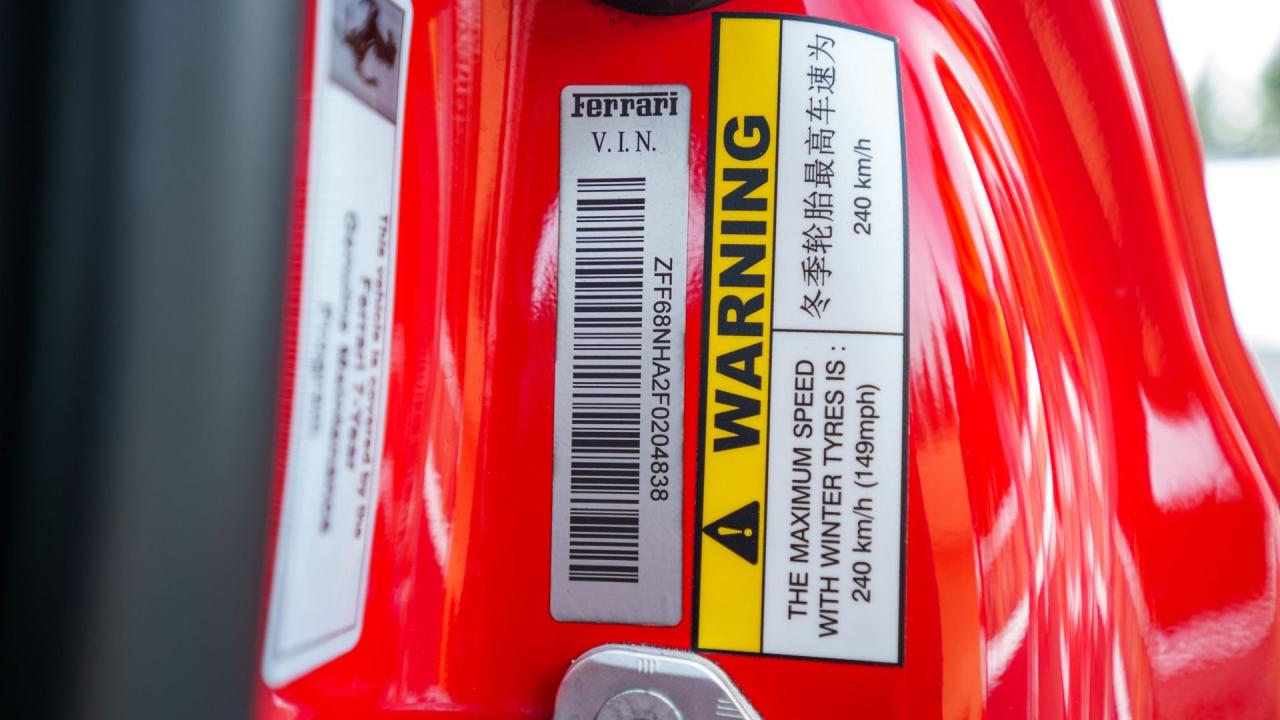 This vehicle is covered by the
Ferrari 7-Year
Genuine Maintenance
Program
Ferrari
V.I.N.
ZFF68NHA2F0204838
WARNING
THE MAXIMUM SPEED
WITH WINTER TYRES IS :
240 km/h (149mph)
冬季轮胎最高车速为
240 km/h